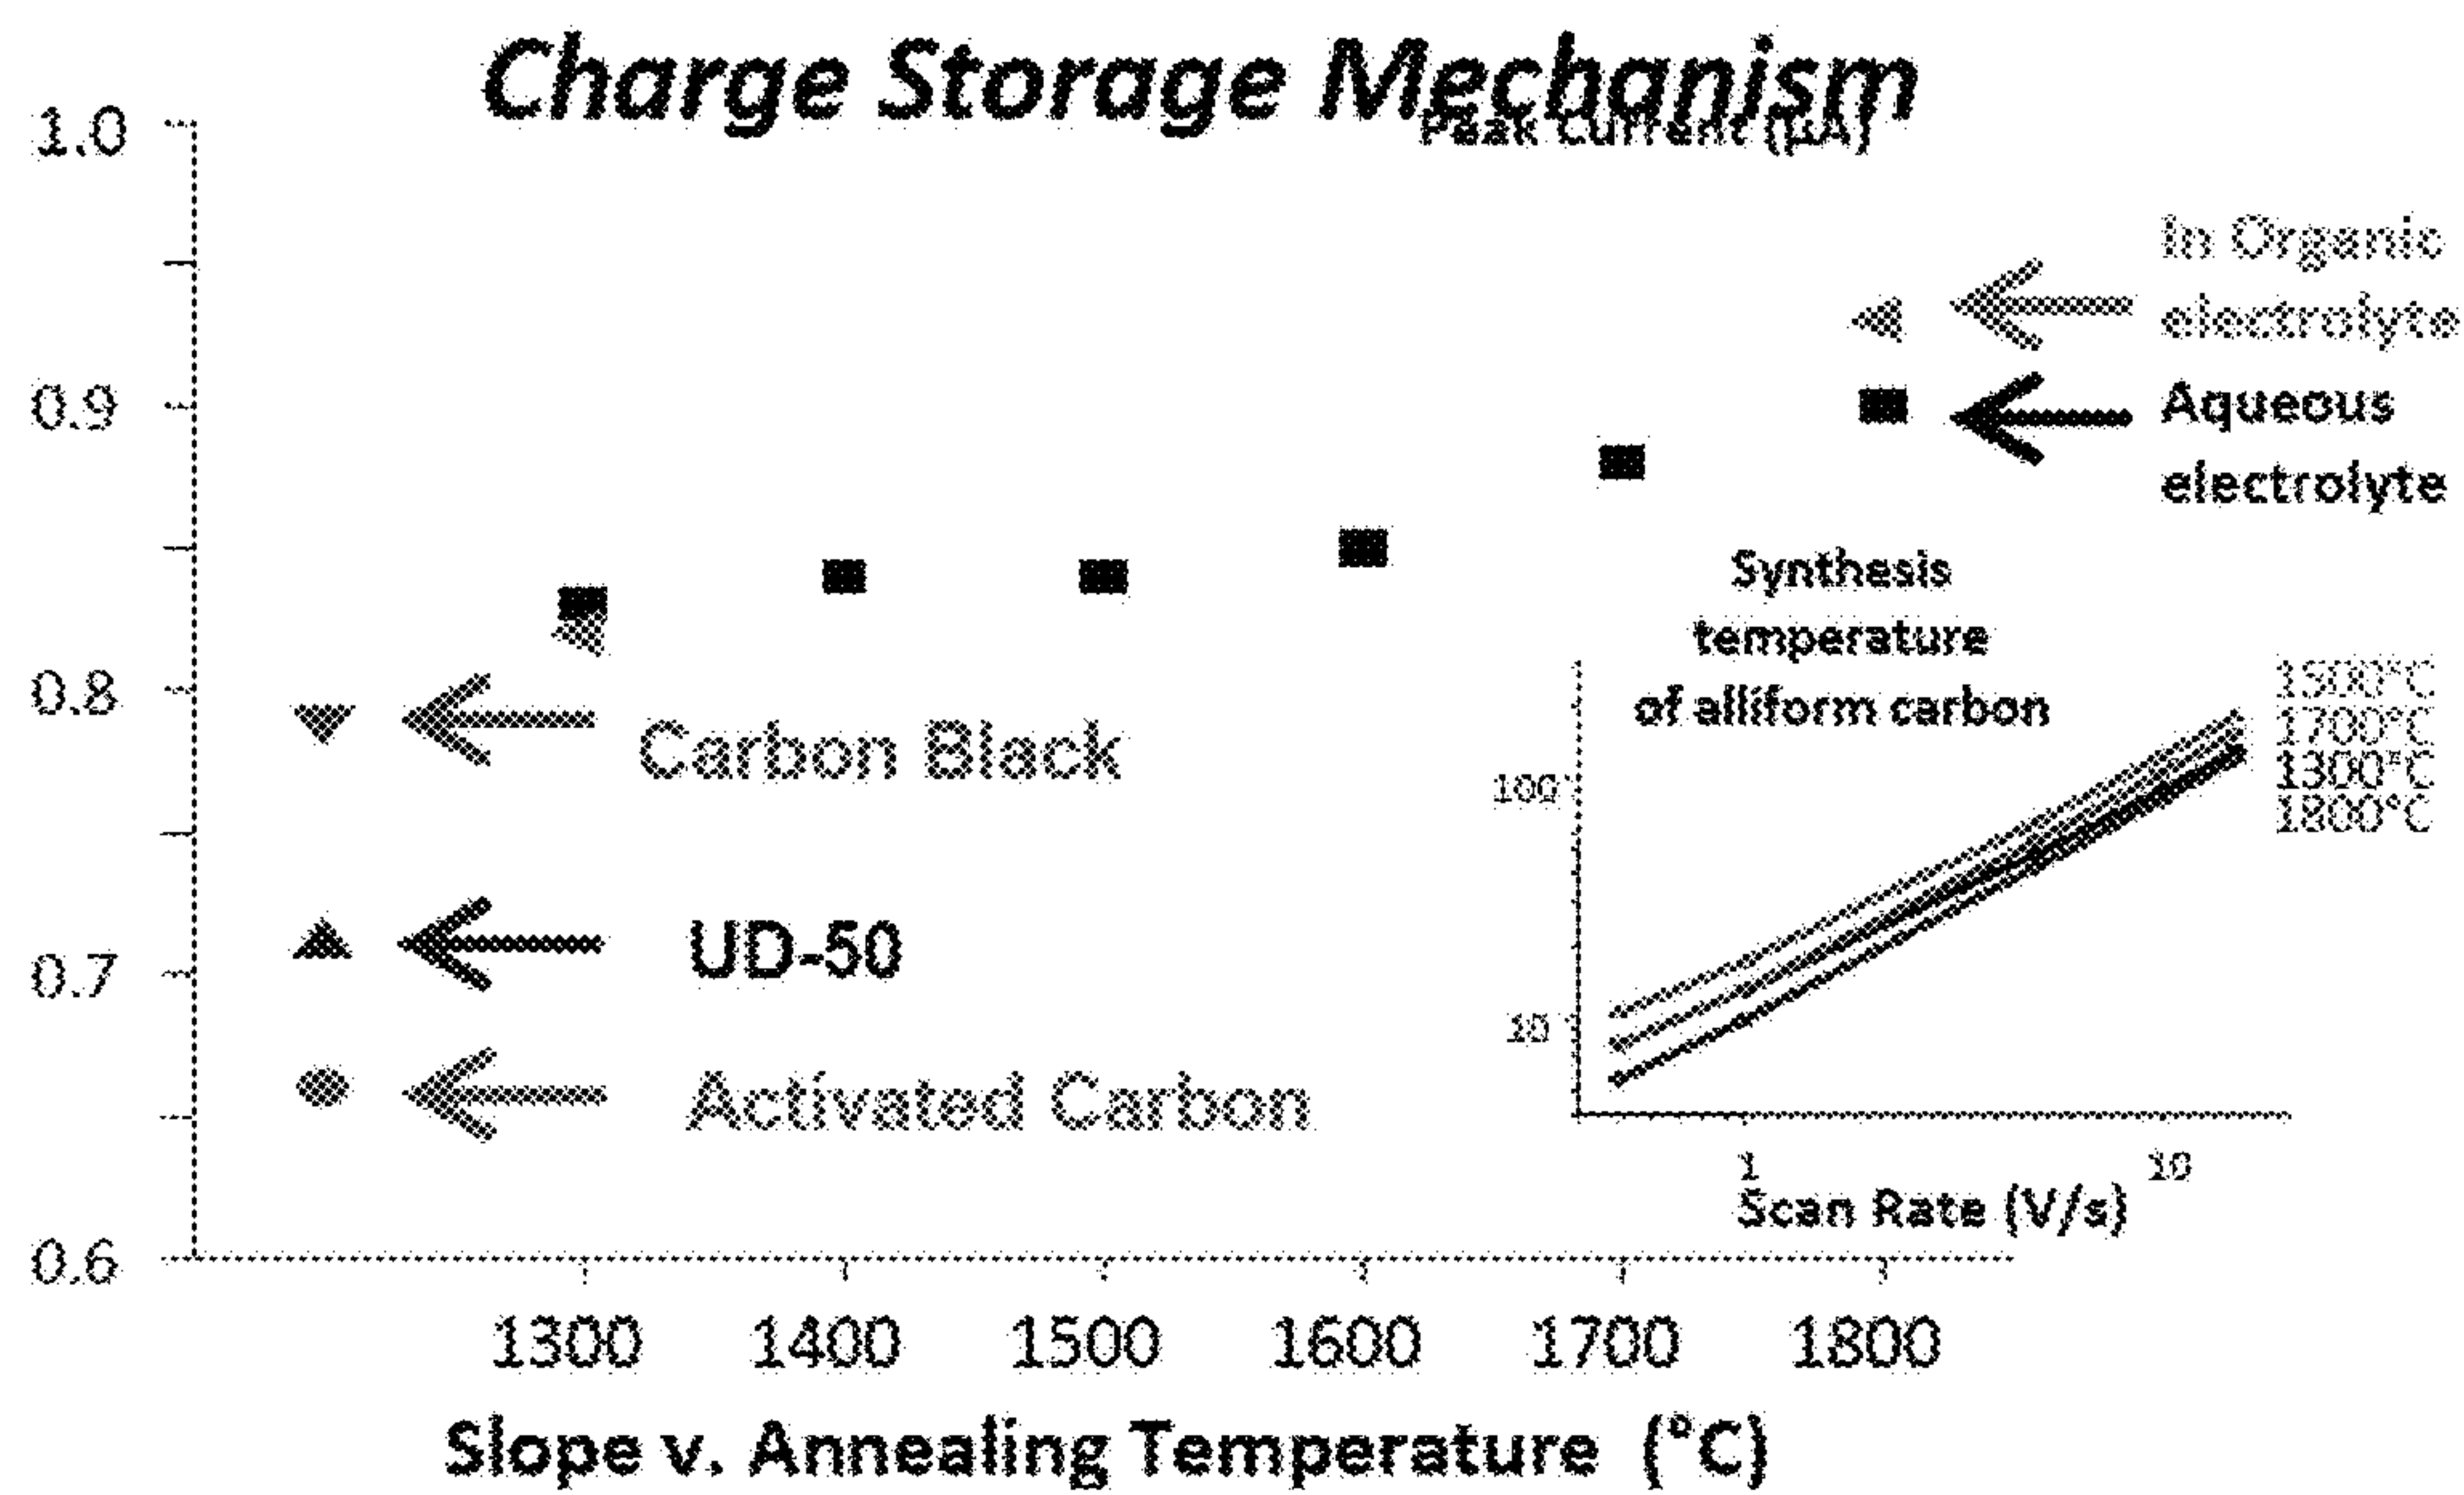 Charge Storage Mechanism
Peak Current (µA)
1.0
0.9
0.8
0.7
0.6
In Organic
electrolyte
Aqueous
electrolyte
Carbon Black
UD-50
Activated Carbon
Synthesis
temperature
of alliform carbon
1500°C
1700°C
1300°C
1800°C
100
10
1 10
Scan Rate (V/s)
1300 1400 1500 1600 1700 1800
Slope v. Annealing Temperature (°C)